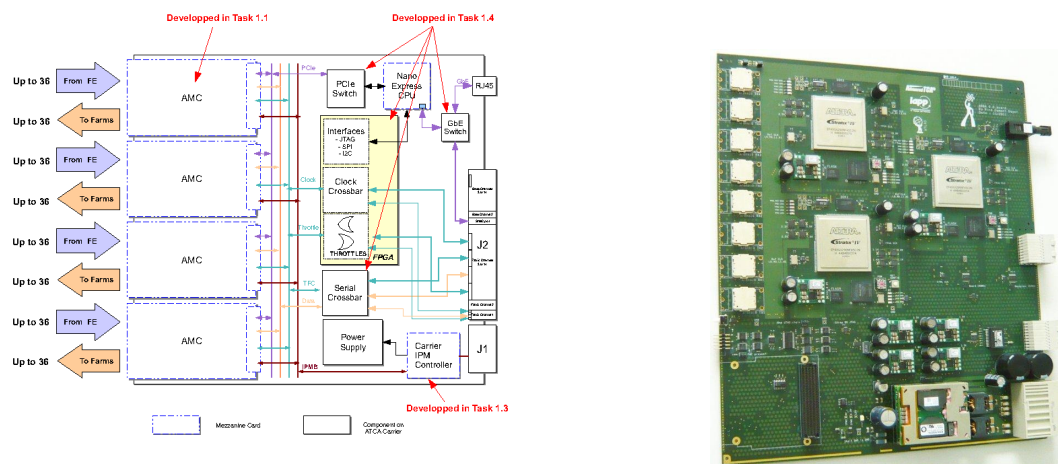 Developped in Task 1.1
Developped in Task 1.4
Up to 36
From FE
AMC
Up to 36
To Farms
Up to 36
From FE
AMC
Up to 36
To Farms
Up to 36
From FE
AMC
Up to 36
To Farms
Up to 36
From FE
AMC
Up to 36
To Farms
PCIe
PCIe
Switch
Nano
Express
CPU
GbE
RJ45
GbE
Switch
Interfaces
- JTAG
- SPI
- I2C
Clock
Clock
Crossbar
Throttle
THROTTLES
FPGA
J2
TFC
Serial
Crossbar
Power
Supply
Carrier
IPM
Controller
J1
IPMB
Developped in Task 1.3
Mezzanine Card
Component on
ATCA Carrier
lapp